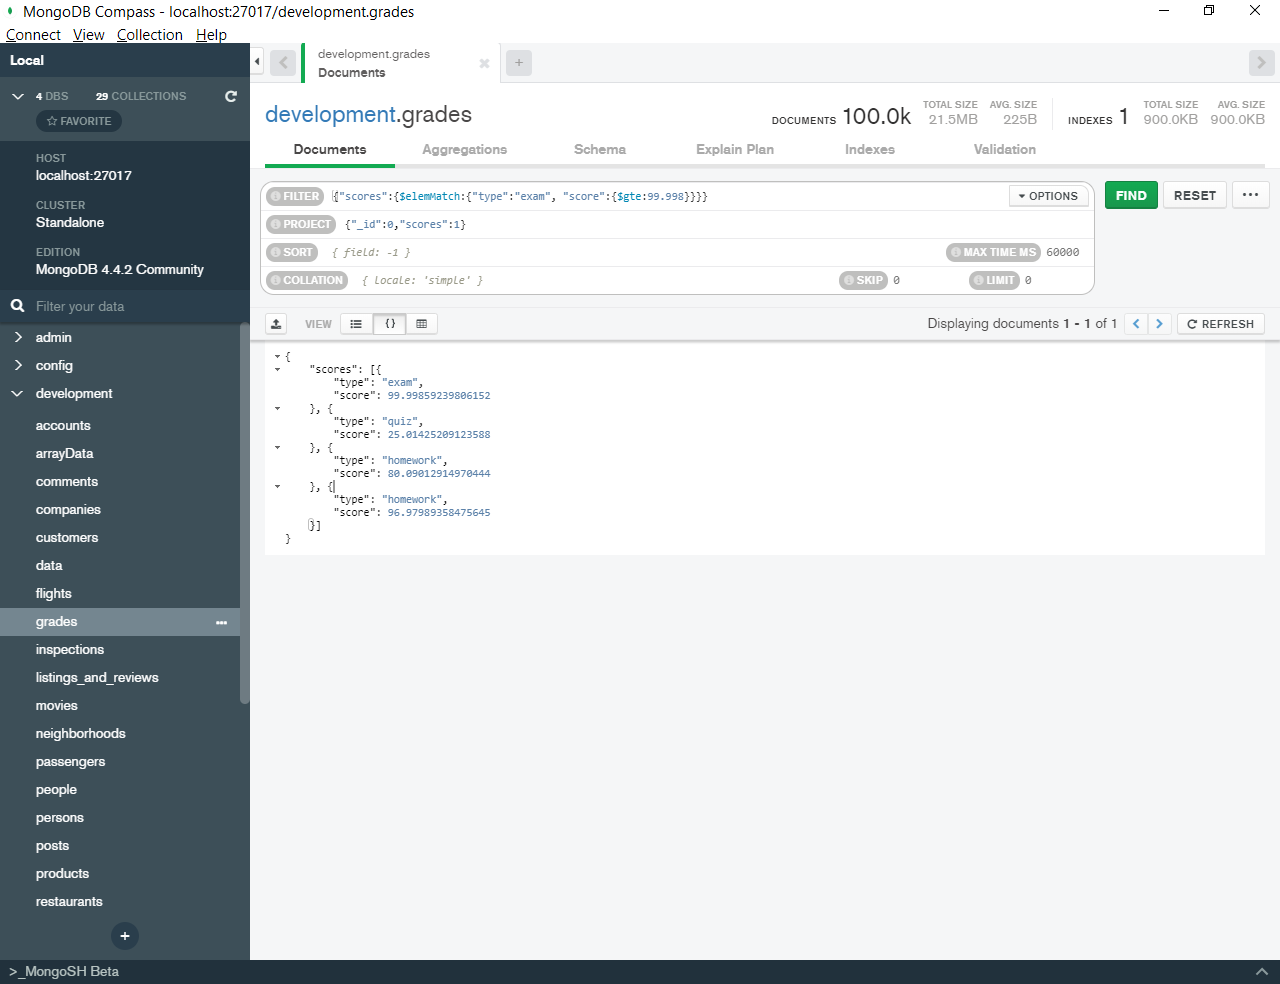 MongoDB Compass - localhost:27017/development.grades
Connect View Collection Help
Local
4 DBS 29 COLLECTIONS
FAVORITE
HOST
localhost:27017
CLUSTER
Standalone
EDITION
MongoDB 4.4.2 Community
Filter your data
admin
config
development
accounts
arrayData
comments
companies
customers
data
flights
grades
inspections
listings_and_reviews
movies
neighborhoods
passengers
people
persons
posts
products
restaurants
>_MongoSH Beta
development.grades
Documents
development.grades
DOCUMENTS 100.0k TOTAL SIZE 21.5MB AVG. SIZE 225B INDEXES 1 TOTAL SIZE 900.0KB AVG. SIZE 900.0KB
Documents Aggregations Schema Explain Plan Indexes Validation
FILTER {"scores":{$elemMatch:{"type":"exam", "score":{$gte:99.998}}}} OPTIONS FIND RESET
PROJECT {"_id":0,"scores":1}
SORT { field: -1 } MAX TIME MS 60000
COLLATION { locale: 'simple' } SKIP 0 LIMIT 0
VIEW {} Displaying documents 1 - 1 of 1 REFRESH
{
"scores": [{
"type": "exam",
"score": 99.99859239806152
}, {
"type": "quiz",
"score": 25.01425209123588
}, {
"type": "homework",
"score": 80.09012914970444
}, {
"type": "homework",
"score": 96.97989358475645
}]
}